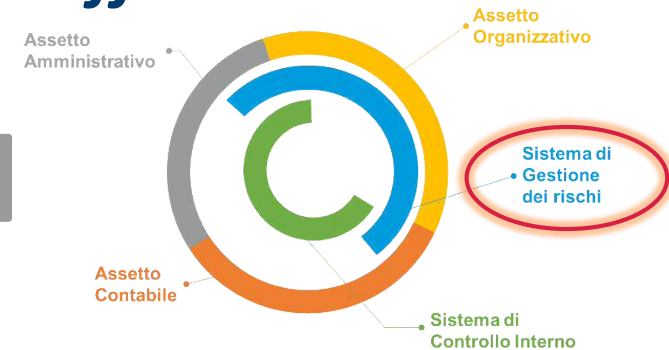 Assetto
Amministrativo
Assetto
Organizzativo
Sistema di
Gestione
dei rischi
Assetto
Contabile
Sistema di
Controllo Interno